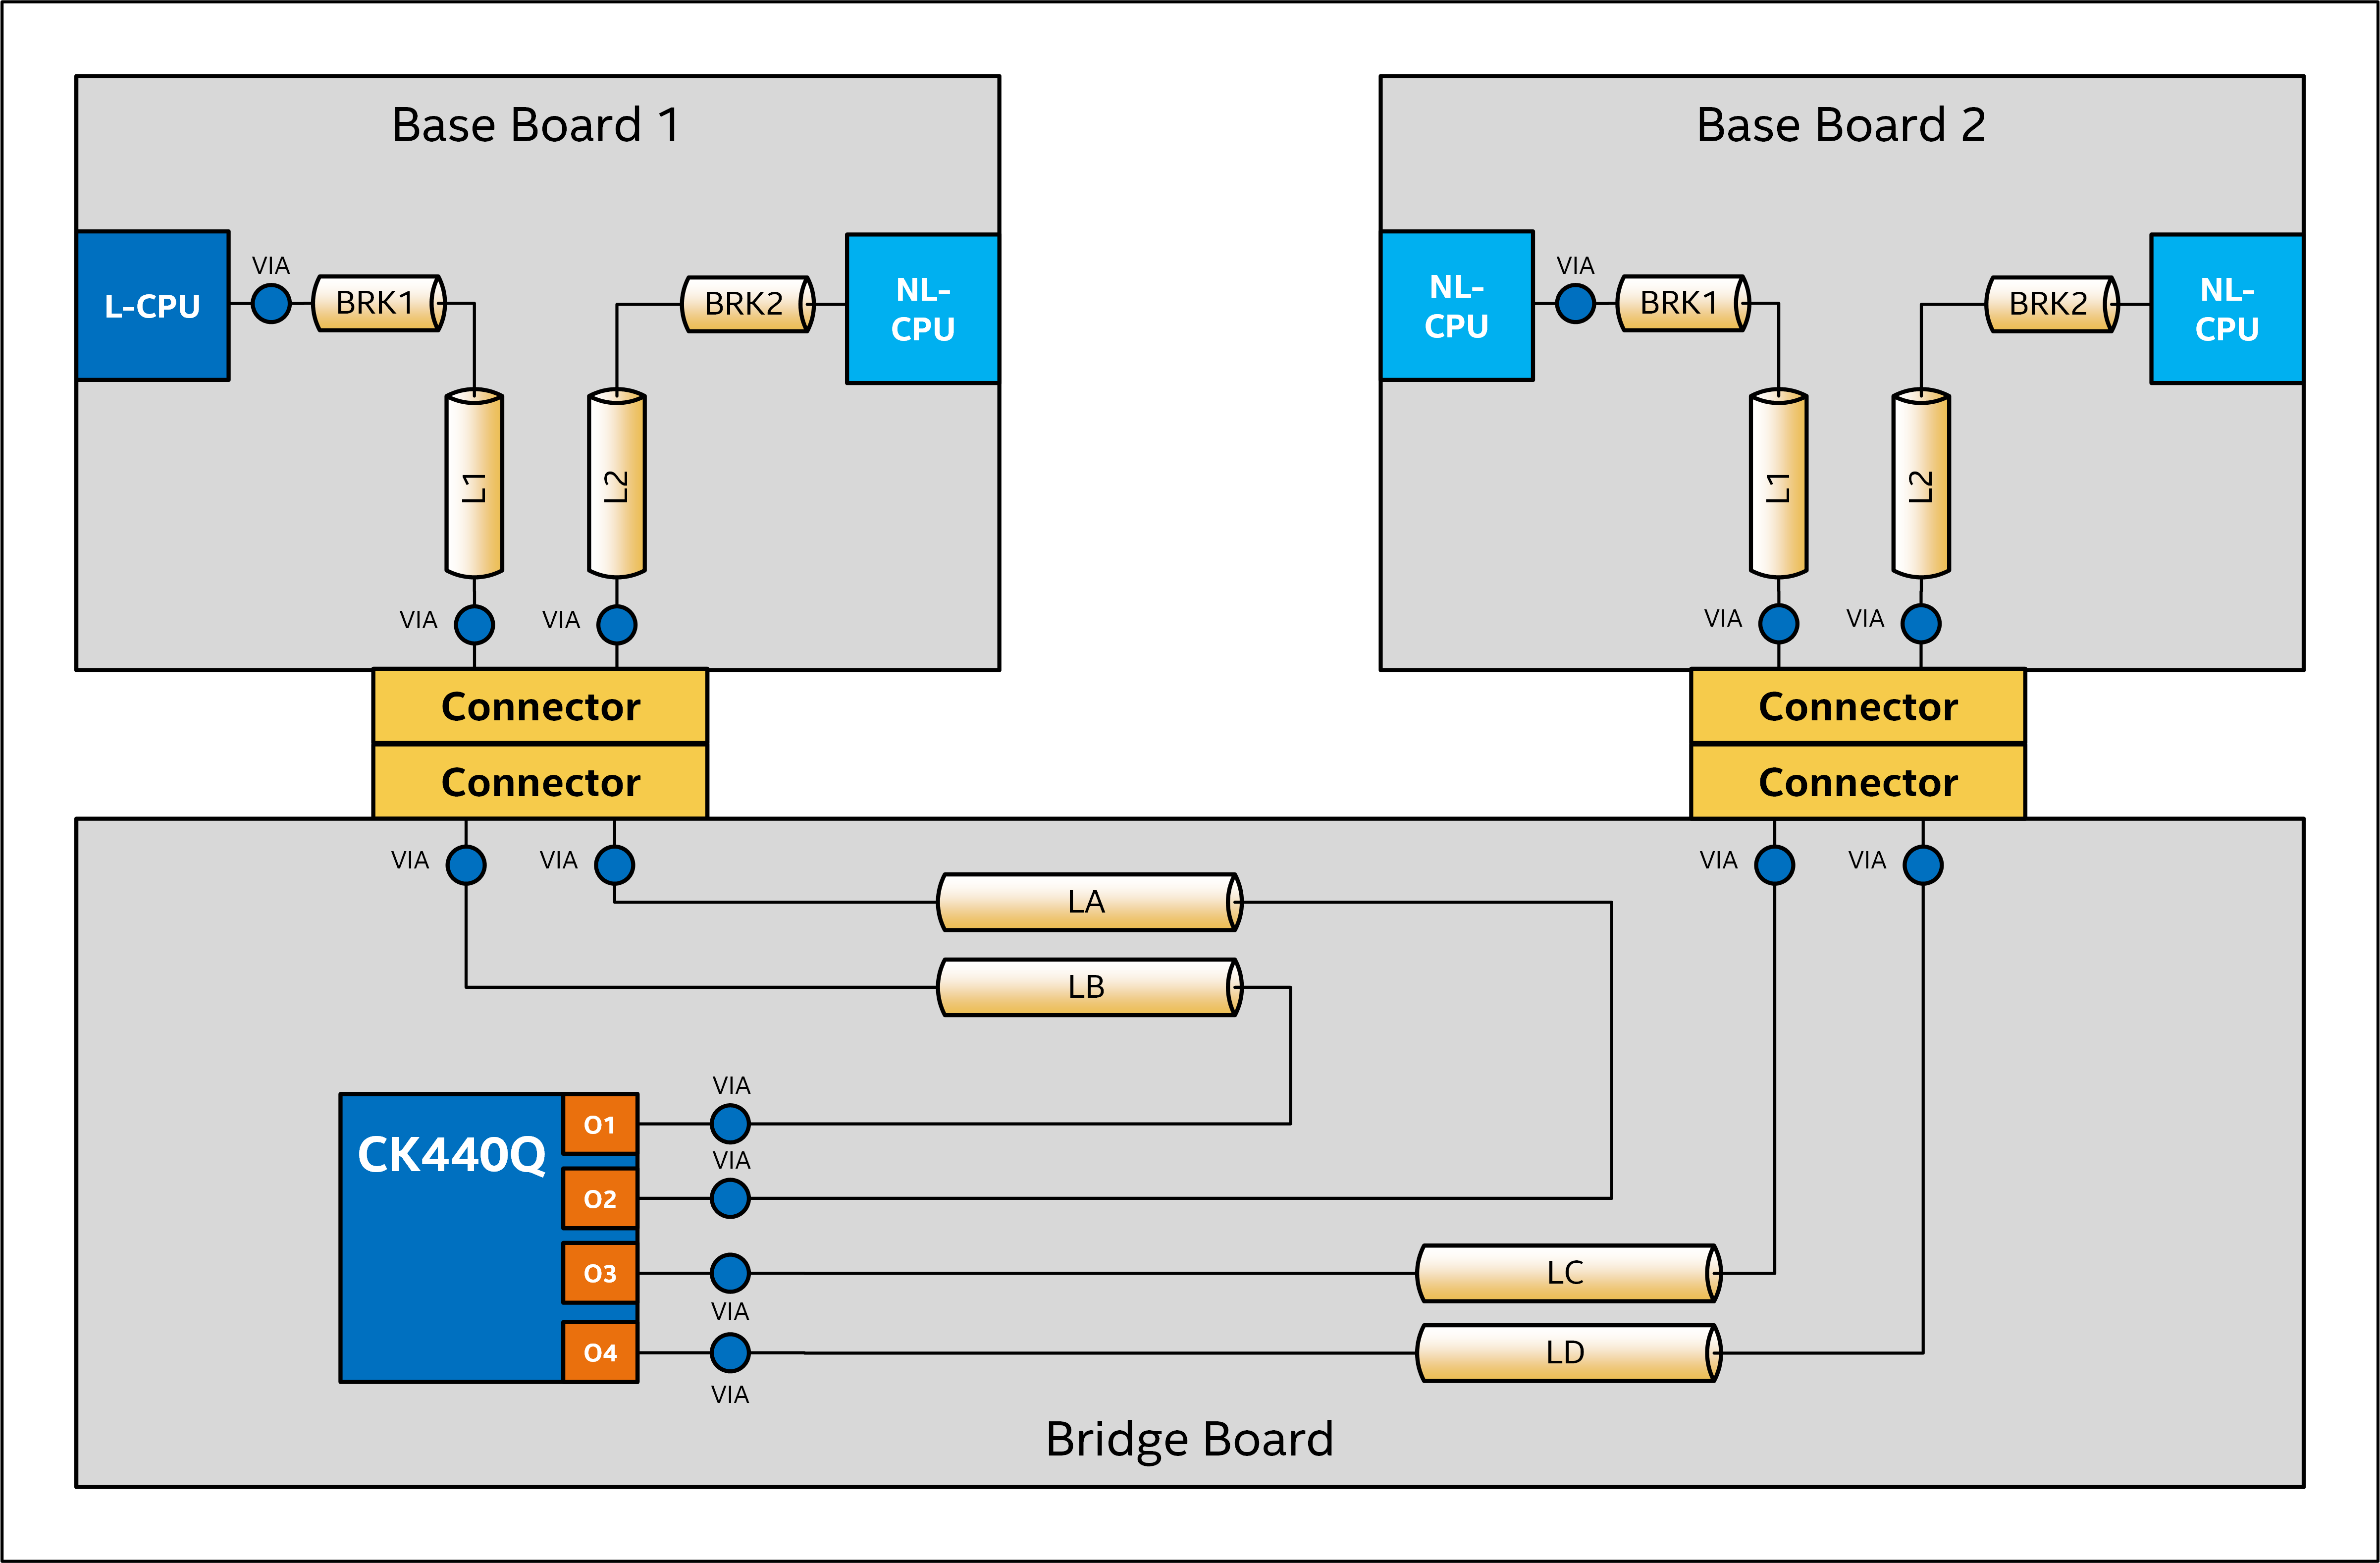 Base Board 1
Base Board 2
L-CPU
VIA
BRK1
BRK2
NL-
CPU
NL-
CPU
VIA
BRK1
BRK2
NL-
CPU
L1
L2
L1
L2
VIA
VIA
VIA
VIA
Connector
Connector
Connector
Connector
VIA
VIA
VIA
VIA
LA
LB
VIA
CK440Q
O1
VIA
O2
O3
LC
VIA
O4
LD
VIA
Bridge Board